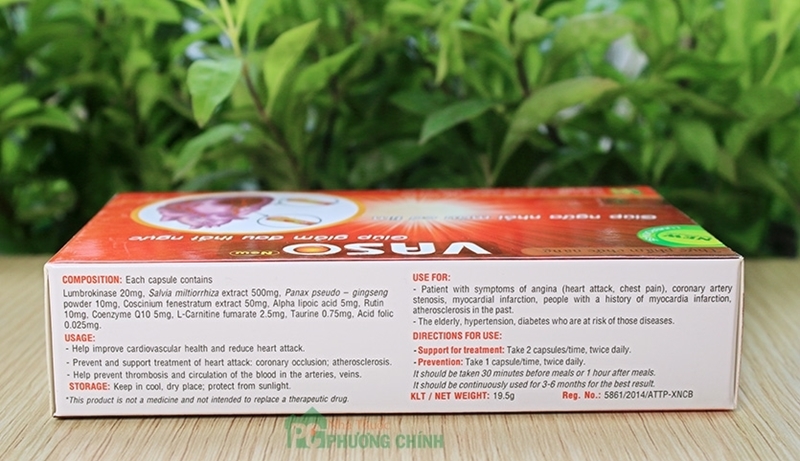 Giúp giảm đau thắt ngực
VASO New
COMPOSITION: Each capsule contains
Lumbrokinase 20mg, Salvia miltiorrhiza extract 500mg, Panax pseudo – gingseng
powder 10mg, Coscinium fenestratum extract 50mg, Alpha lipoic acid 5mg, Rutin
10mg, Coenzyme Q10 5mg, L-Carnitine fumarate 2.5mg, Taurine 0.75mg, Acid folic
0.025mg.
USAGE:
- Help improve cardiovascular health and reduce heart attack.
- Prevent and support treatment of heart attack: coronary occlusion; atherosclerosis.
- Help prevent thrombosis and circulation of the blood in the arteries, veins.
STORAGE: Keep in cool, dry place; protect from sunlight.
*This product is not a medicine and not intended to replace a therapeutic drug.
USE FOR:
- Patient with symptoms of angina (heart attack, chest pain), coronary artery
stenosis, myocardial infarction, people with a history of myocardia infarction,
atherosclerosis in the past.
- The elderly, hypertension, diabetes who are at risk of those diseases.
DIRECTIONS FOR USE:
- Support for treatment: Take 2 capsules/time, twice daily.
- Prevention: Take 1 capsule/time, twice daily.
It should be taken 30 minutes before meals or 1 hour after meals.
It should be continuously used for 3-6 months for the best result.
KLT / NET WEIGHT: 19.5g Reg. No.: 5861/2014/ATTP-XNCB
PHƯƠNG CHÍNH